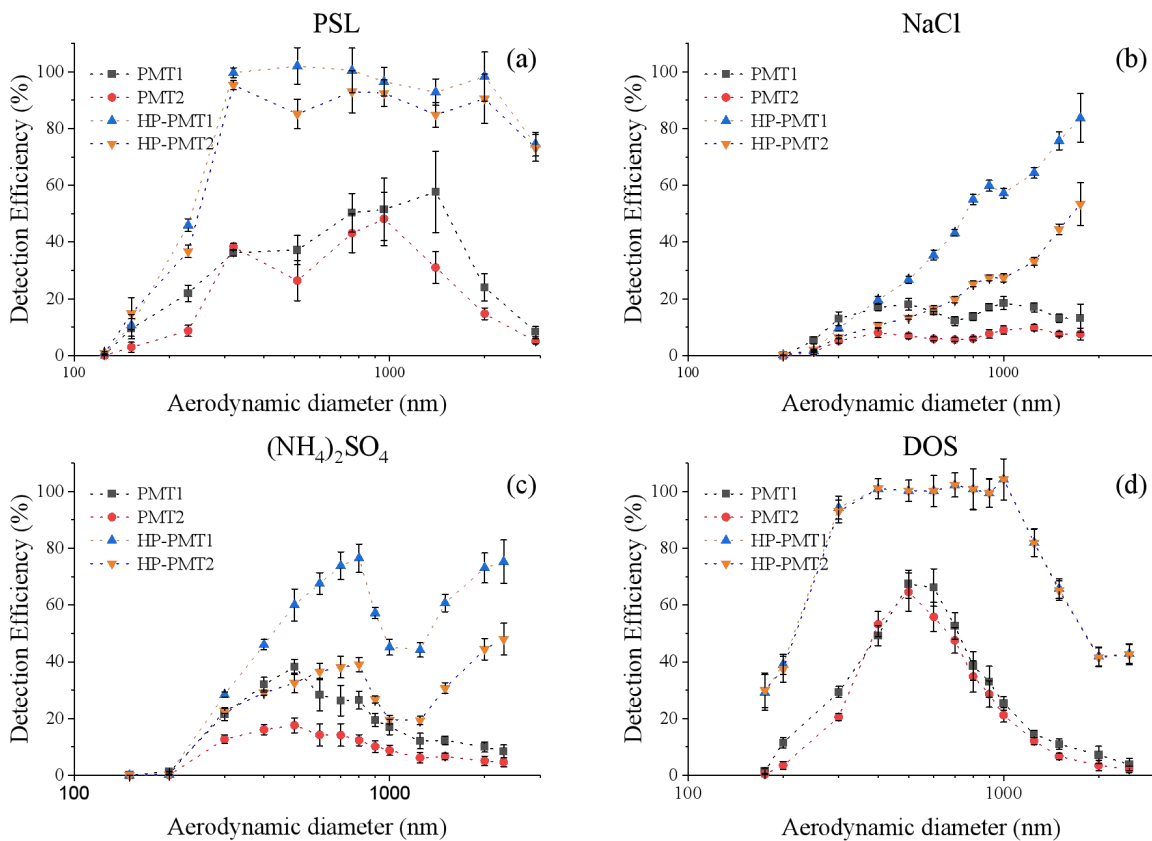 PSL
(a)
PMT1
PMT2
HP-PMT1
HP-PMT2
Detection Efficiency (%)
100
80
60
40
20
0
100
1000
Aerodynamic diameter (nm)
NaCl
(b)
PMT1
PMT2
HP-PMT1
HP-PMT2
Detection Efficiency (%)
100
80
60
40
20
0
100
1000
Aerodynamic diameter (nm)
(NH₄)₂SO₄
(c)
PMT1
PMT2
HP-PMT1
HP-PMT2
Detection Efficiency (%)
100
80
60
40
20
0
100
1000
Aerodynamic diameter (nm)
DOS
(d)
PMT1
PMT2
HP-PMT1
HP-PMT2
Detection Efficiency (%)
100
80
60
40
20
0
100
1000
Aerodynamic diameter (nm)